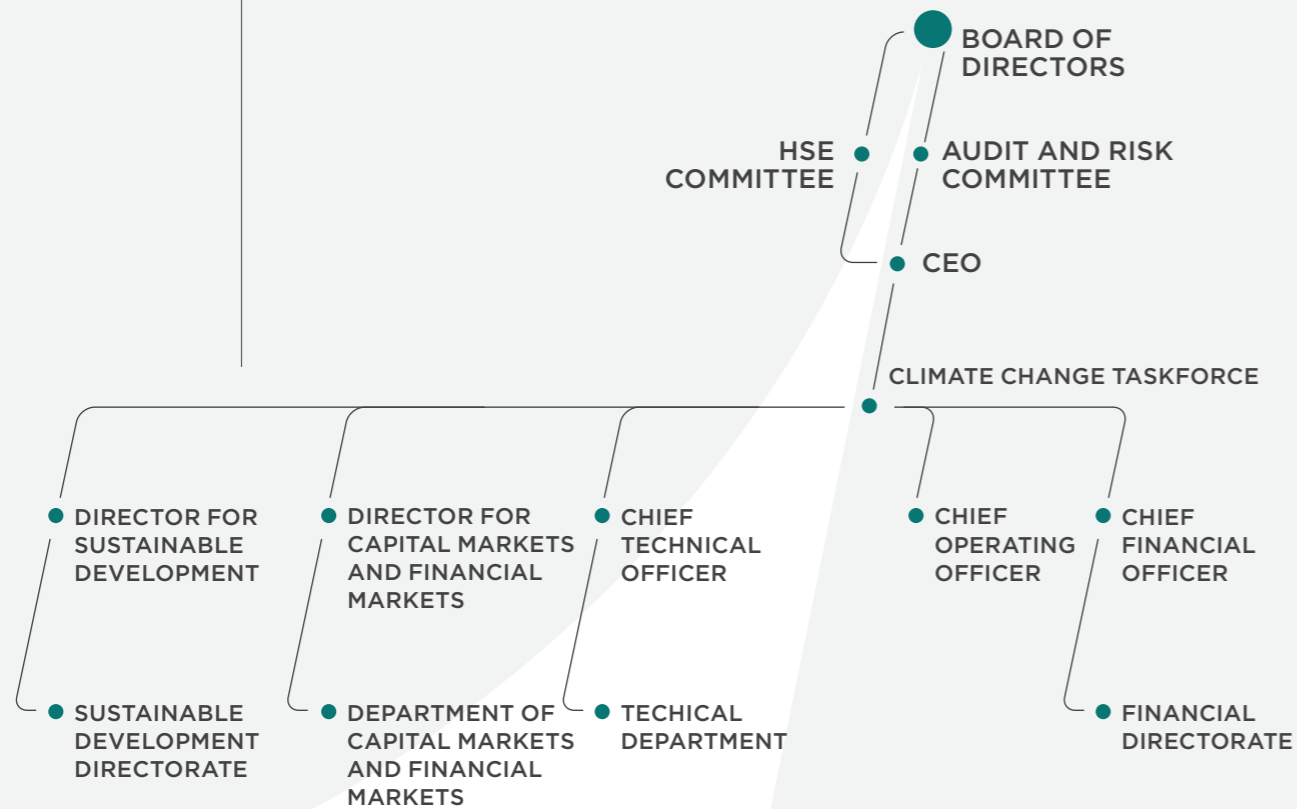 BOARD OF
DIRECTORS
HSE
COMMITTEE
AUDIT AND RISK
COMMITTEE
CEO
CLIMATE CHANGE TASKFORCE
DIRECTOR FOR
SUSTAINABLE
DEVELOPMENT
DIRECTOR FOR
CAPITAL MARKETS
AND FINANCIAL
MARKETS
CHIEF
TECHNICAL
OFFICER
CHIEF
OPERATING
OFFICER
CHIEF
FINANCIAL
OFFICER
SUSTAINABLE
DEVELOPMENT
DIRECTORATE
DEPARTMENT OF
CAPITAL MARKETS
AND FINANCIAL
MARKETS
TECHICAL
DEPARTMENT
FINANCIAL
DIRECTORATE